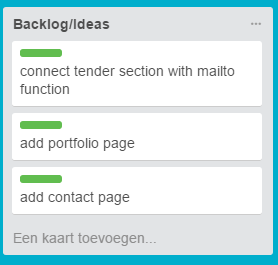 Backlog/Ideas
connect tender section with mailto
function
add portfolio page
add contact page
Een kaart toevoegen...